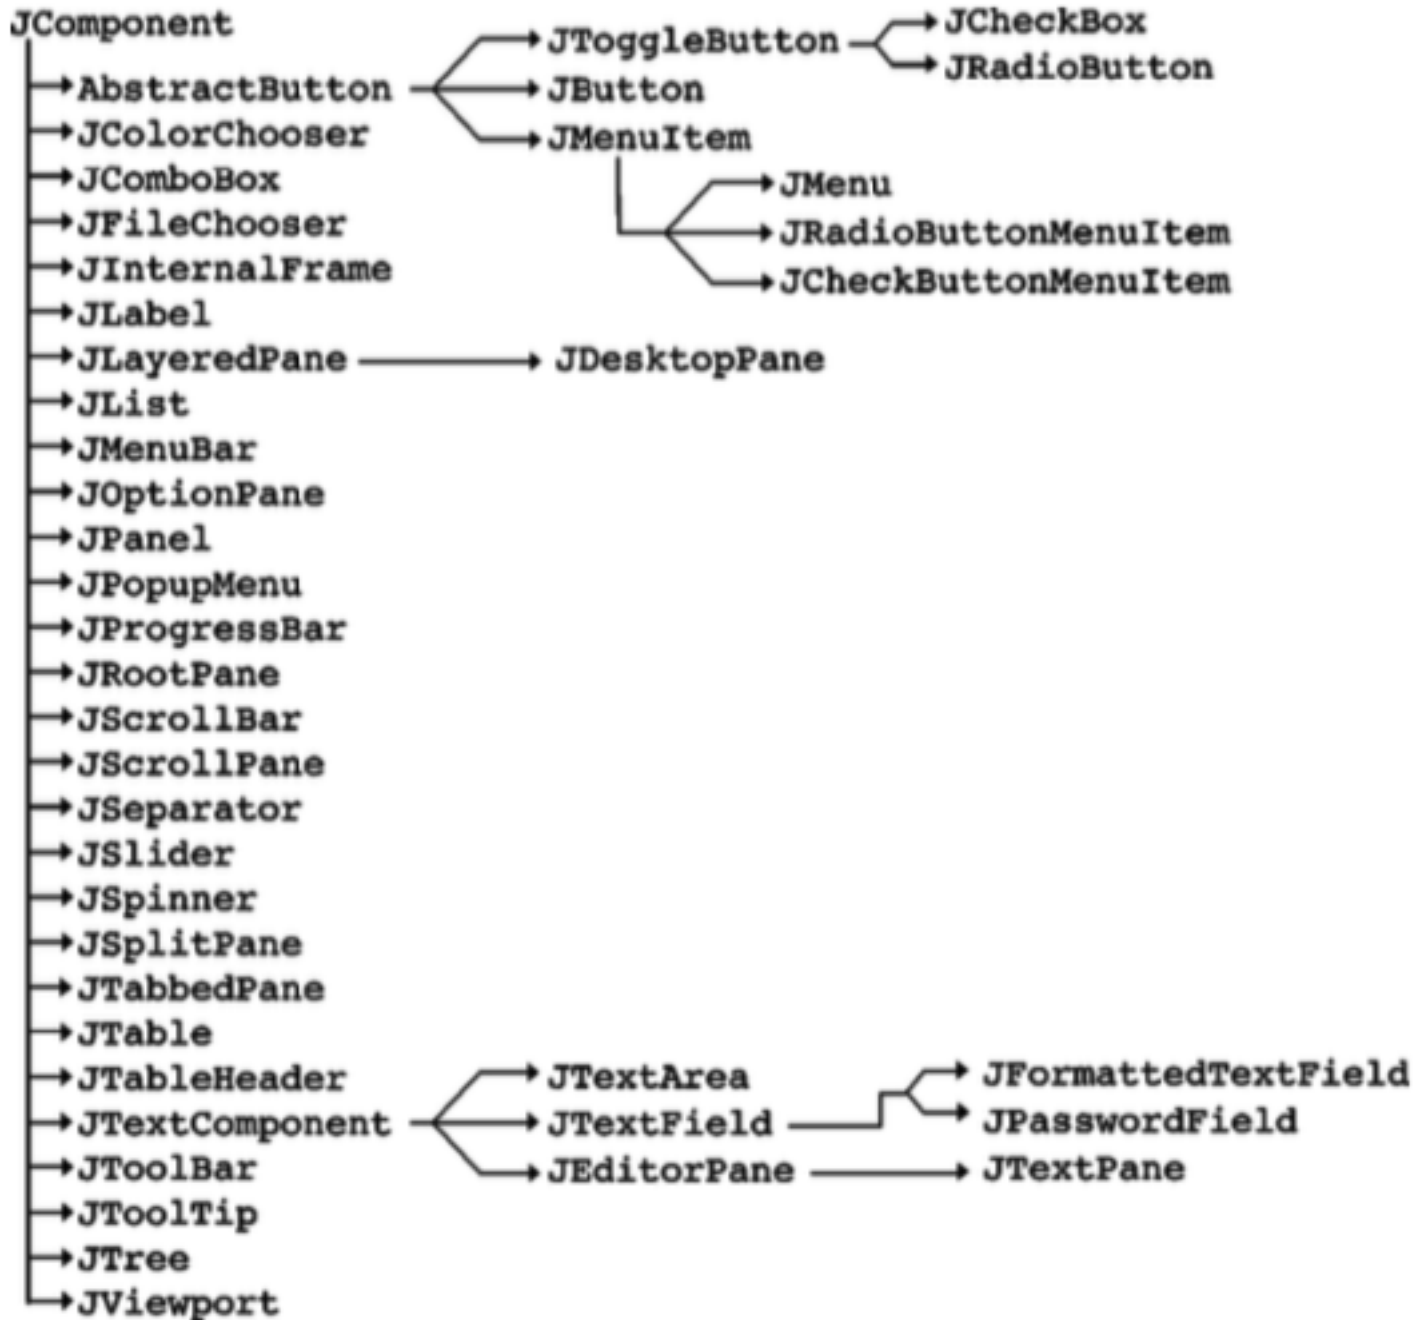 JComponent
AbstractButton
JToggleButton
JCheckBox
JRadioButton
JButton
JMenuItem
JMenu
JRadioButtonMenuItem
JCheckButtonMenuItem
JColorChooser
JComboBox
JFileChooser
JInternalFrame
JLabel
JLayeredPane
JDesktopPane
JList
JMenuBar
JOptionPane
JPanel
JPopupMenu
JProgressBar
JRootPane
JScrollBar
JScrollPane
JSeparator
JSlider
JSpinner
JSplitPane
JTabbedPane
JTable
JTableHeader
JTextComponent
JTextArea
JTextField
JFormattedTextField
JPasswordField
JEditorPane
JTextPane
JToolBar
JToolTip
JTree
JViewport